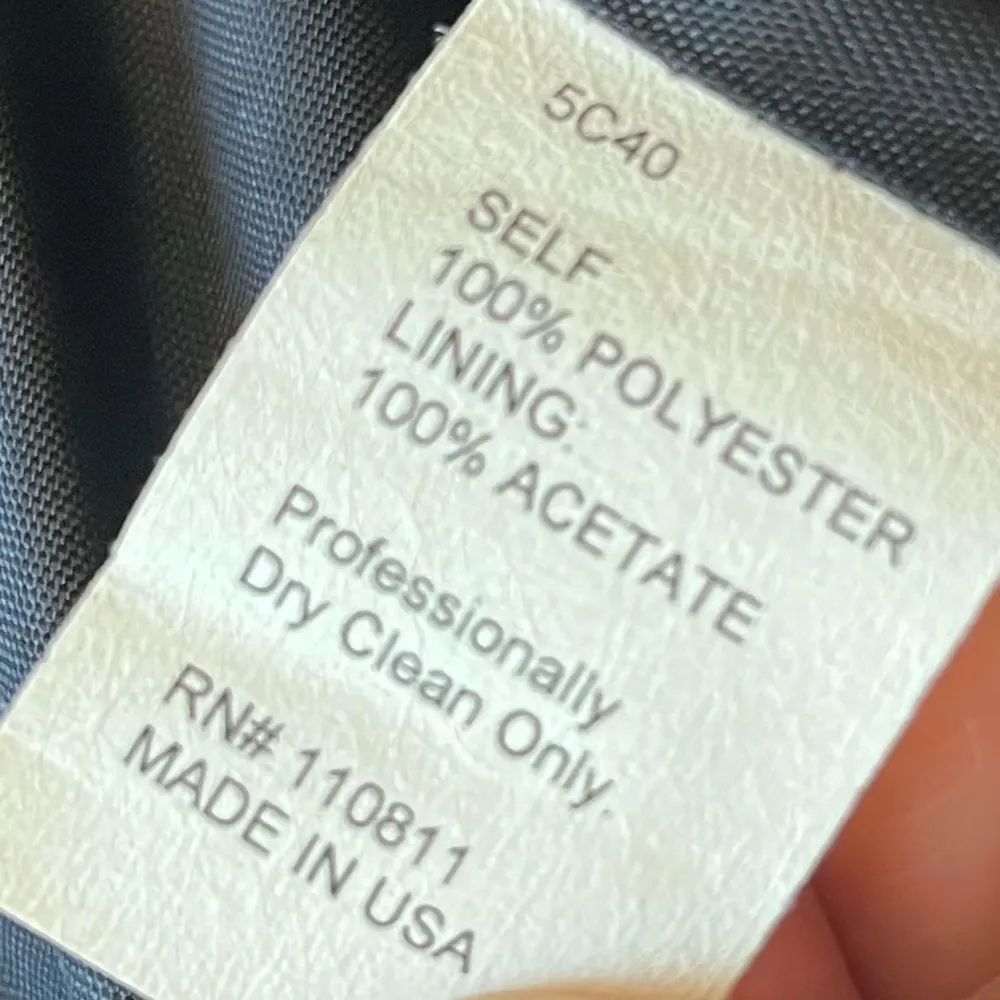 5C40
SELF
100% POLYESTER
LINING:
100% ACETATE
Professionally
Dry Clean Only.
RN# 110811
MADE IN USA